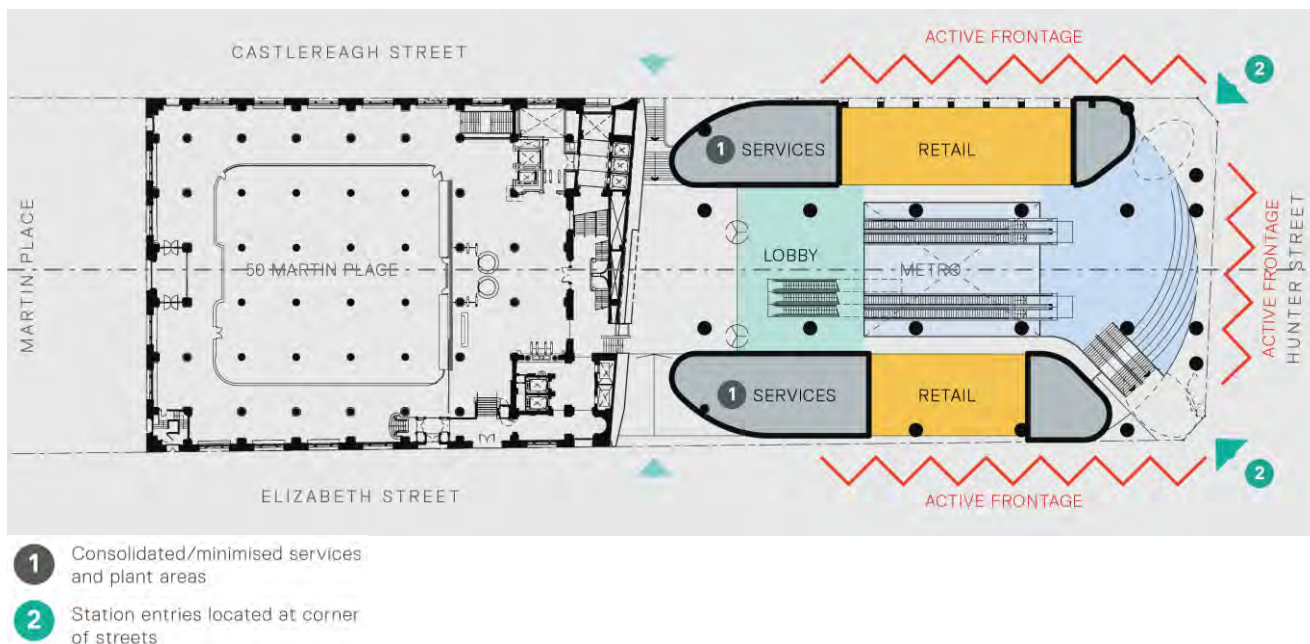 ACTIVE FRONTAGE
2
CASTLEREAGH STREET
1 SERVICES
RETAIL
MARTIN PLACE
50 MARTIN PLACE
LOBBY
METRO
ACTIVE FRONTAGE
HUNTER STREET
1 SERVICES
RETAIL
2
ELIZABETH STREET
ACTIVE FRONTAGE
1 Consolidated/minimised services
and plant areas
2 Station entries located at corner
of streets